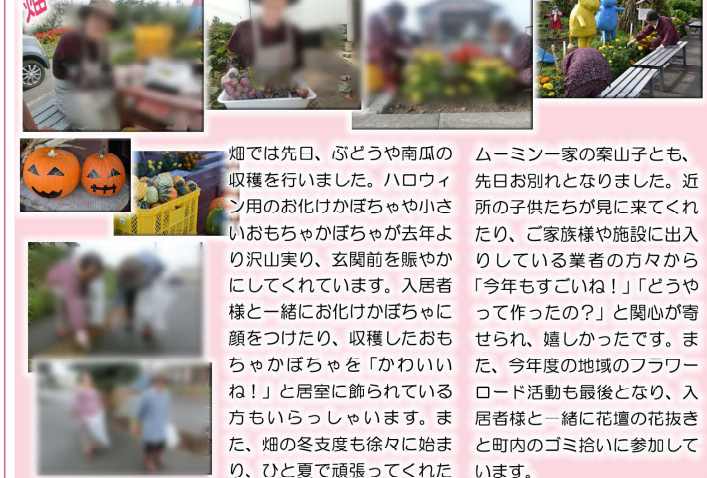 畑
畑では先日、ぶどうや南瓜の
収穫を行いました。ハロウィ
ン用のお化けかぼちゃや小さ
いおもちゃかぼちゃが去年よ
り沢山実り、玄関前を賑やか
にしてくれています。入居者
様と一緒にお化けかぼちゃに
顔をつけたり、収穫したおも
ちゃかぼちゃを「かわいい
ね！」と居室に飾られている
方もいらっしゃいます。ま
た、畑の冬支度も徐々に始ま
り、ひと夏で頑張ってくれた
ムーミン一家の案山子とも、
先日お別れとなりました。近
所の子供たちが見に来てくれ
たり、ご家族様や施設に出入
りしている業者の方々から
「今年もすごいね！」「どうや
って作ったの？」と関心が寄
せられ、嬉しかったです。ま
た、今年度の地域のフラワー
ロード活動も最後となり、入
居者様と一緒に花壇の花抜き
と町内のゴミ拾いに参加して
います。